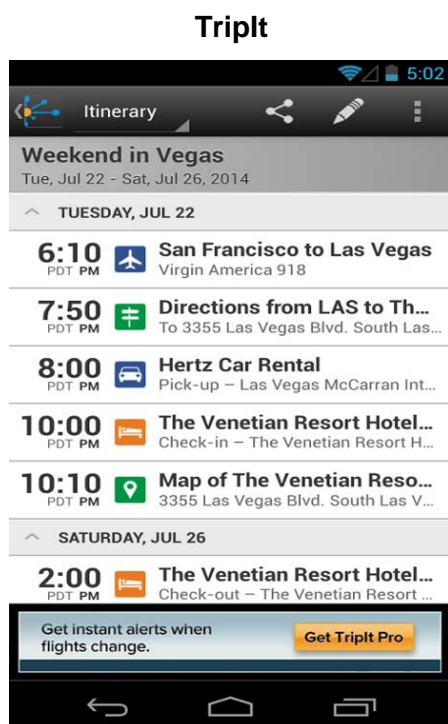 TripIt
5:02
Itinerary
Weekend in Vegas
Tue, Jul 22 - Sat, Jul 26, 2014
TUESDAY, JUL 22
6:10 San Francisco to Las Vegas
PDT PM Virgin America 918
7:50 Directions from LAS to Th...
PDT PM To 3355 Las Vegas Blvd. South Las...
8:00 Hertz Car Rental
PDT PM Pick-up – Las Vegas McCarran Int...
10:00 The Venetian Resort Hotel...
PDT PM Check-in – The Venetian Resort H...
10:10 Map of The Venetian Reso...
PDT PM 3355 Las Vegas Blvd. South Las V...
SATURDAY, JUL 26
2:00 The Venetian Resort Hotel...
PDT PM Check-out – The Venetian Resort ...
Get instant alerts when
flights change.
Get TripIt Pro